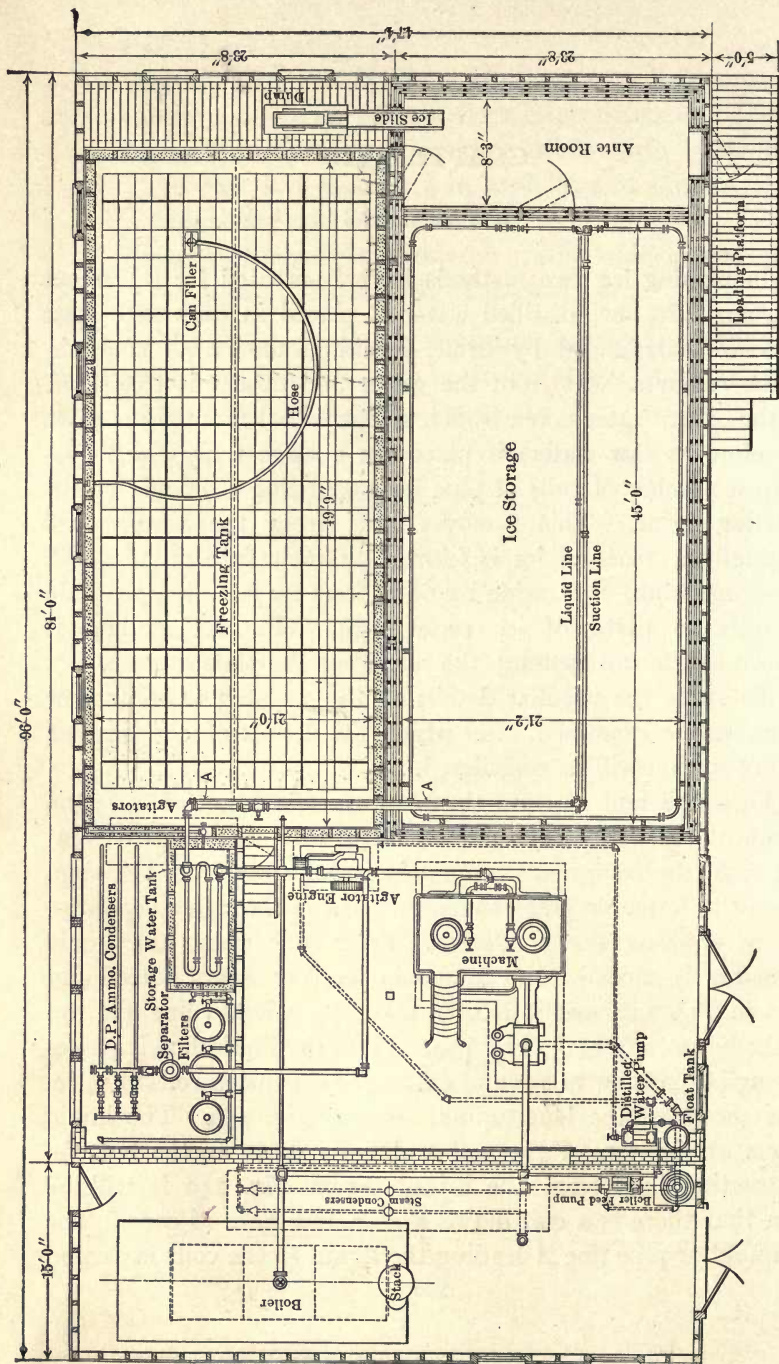 96′0″
81′0″
15′0″
47′4″
23′8″
23′8″
5′0″
Dump
Ice Slide
8′3″
Ante Room
Loading Platform
Can Filler
Hose
49′9″
Freezing Tank
21′0″
Ice Storage
45′0″
Liquid Line
Suction Line
21′2″
A
A
Agitators
Agitator Engine
Storage Water Tank
D.P. Ammo. Condensers
Separator
Filters
Machine
Distilled
Water Pump
Float Tank
Steam Condensers
Boiler Feed Pump
Boiler
Stack